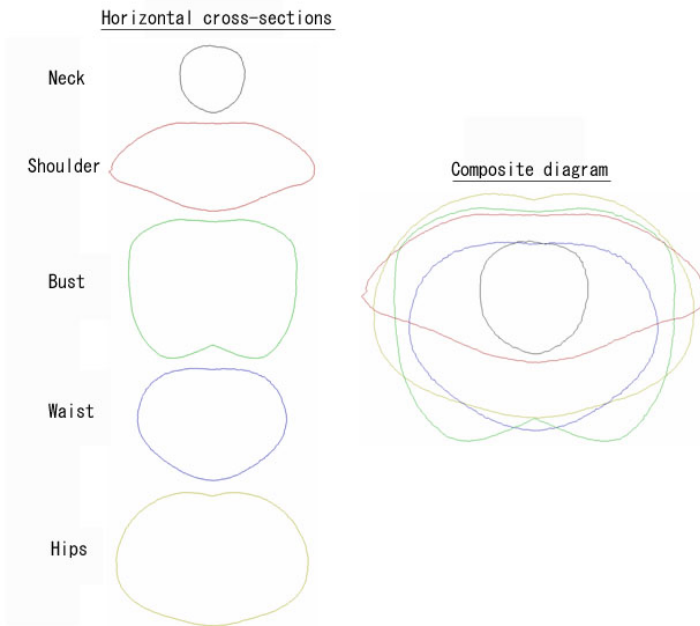 Horizontal cross-sections
Neck
Shoulder
Composite diagram
Bust
Waist
Hips